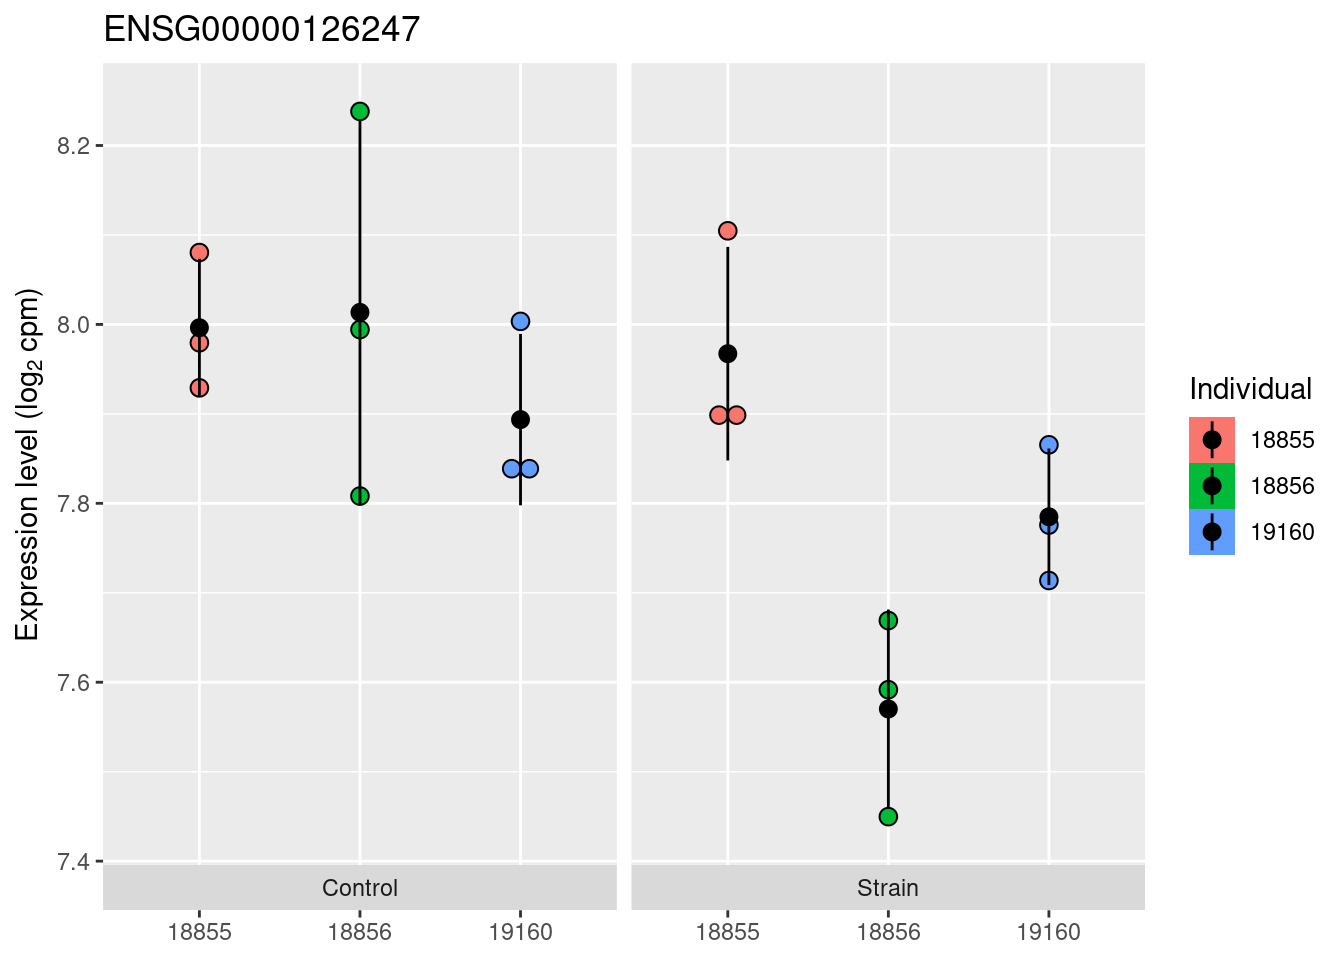 ENSG00000126247
Expression level (log₂ cpm)
8.2
8.0
7.8
7.6
7.4
Control
Strain
18855
18856
19160
18855
18856
19160
Individual
18855
18856
19160